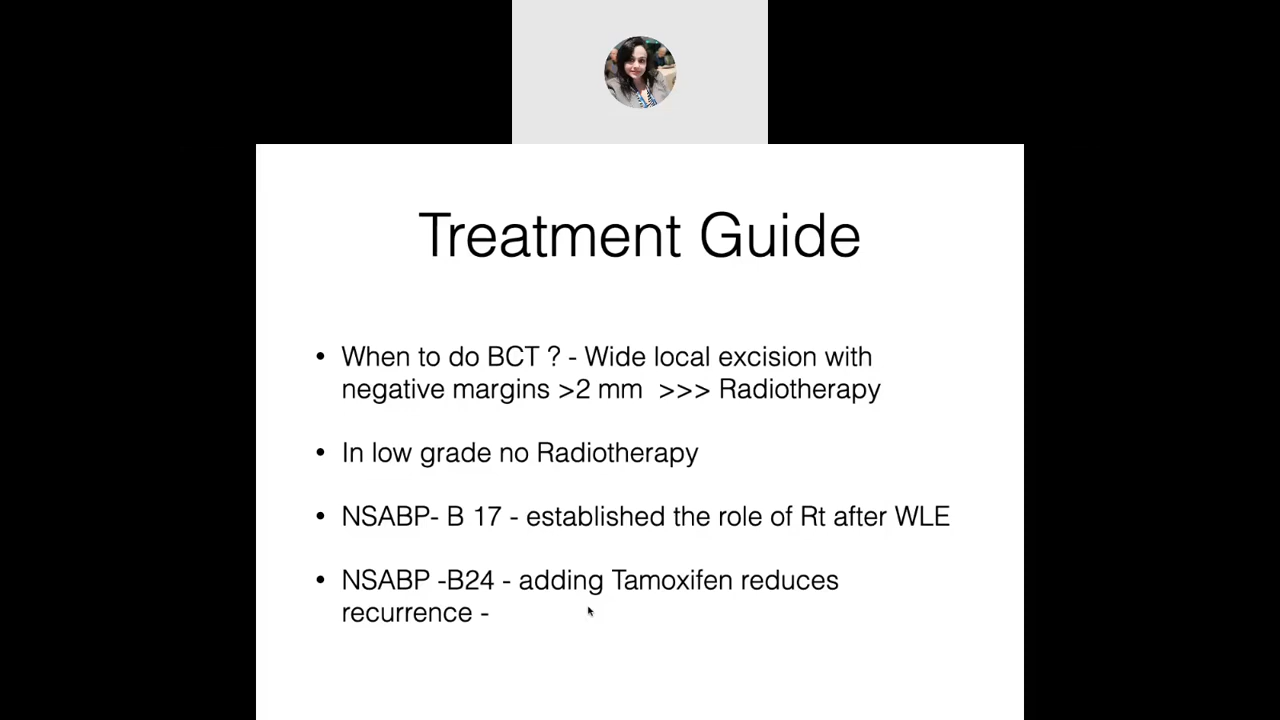 Treatment Guide
• When to do BCT ? - Wide local excision with
negative margins >2 mm >>> Radiotherapy
• In low grade no Radiotherapy
• NSABP- B 17 - established the role of Rt after WLE
• NSABP -B24 - adding Tamoxifen reduces
recurrence -